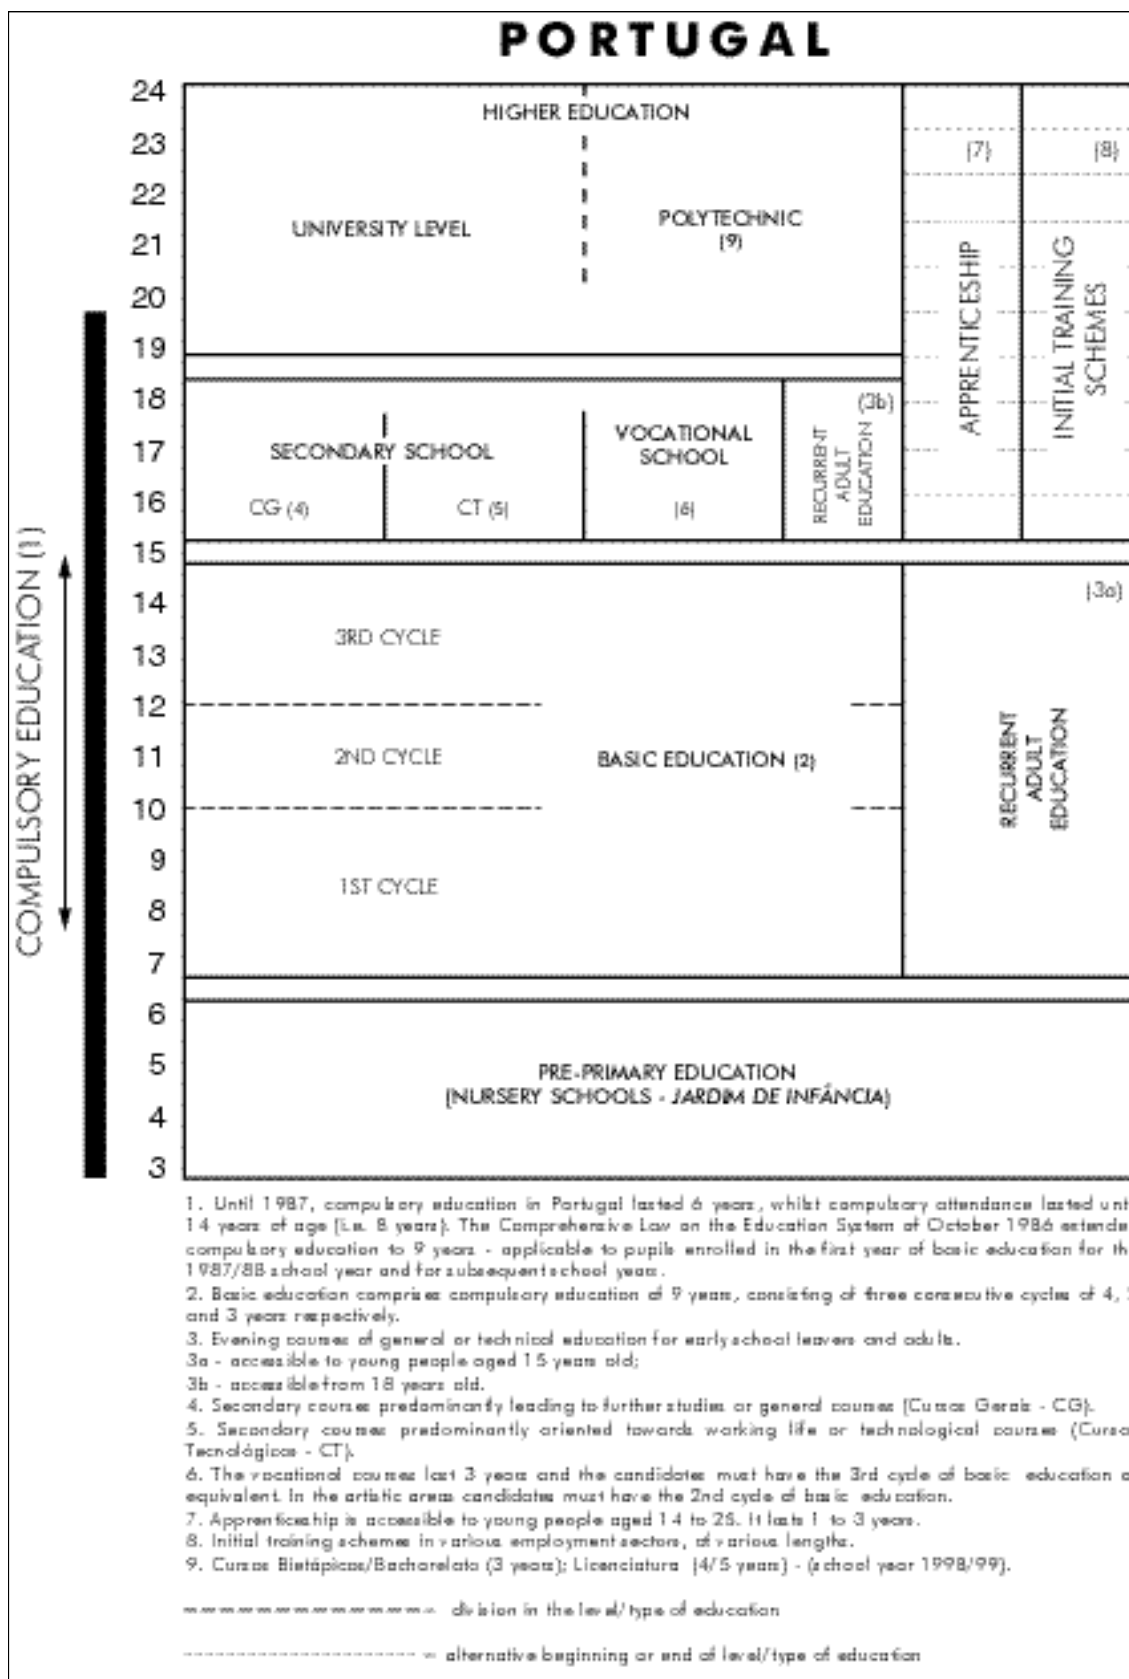 PORTUGAL
24
HIGHER EDUCATION
23
(7)
(8)
22
POLYTECHNIC
UNIVERSITY LEVEL
21
(9)
20
19
APPRENTICESHIP
INITIAL TRAINING
SCHEMES
18
(3b)
VOCATIONAL
17
SECONDARY SCHOOL
SCHOOL
RECURRENT
ADULT
EDUCATION
16
CG (4)
CT (5)
(6)
15
COMPULSORY EDUCATION (1)
14
(3a)
3RD CYCLE
13
12
11
2ND CYCLE
BASIC EDUCATION (2)
RECURRENT
ADULT
EDUCATION
10
9
1ST CYCLE
8
7
6
5
PRE-PRIMARY EDUCATION
(NURSERY SCHOOLS - JARDIM DE INFÂNCIA)
4
3
1. Until 1987, compulsory education in Portugal lasted 6 years, whilst compulsory attendance lasted unt
14 years of age (i.e. 8 years). The Comprehensive Law on the Education System of October 1986 extende
compulsory education to 9 years - applicable to pupils enrolled in the first year of basic education for th
1987/88 school year and for subsequent school years.
2. Basic education comprises compulsory education of 9 years, consisting of three consecutive cycles of 4,
and 3 years respectively.
3. Evening courses of general or technical education for early school leavers and adults.
3a - accessible to young people aged 15 years old;
3b - accessible from 18 years old.
4. Secondary courses predominantly leading to further studies or general courses (Cursos Gerais - CG).
5. Secondary courses predominantly oriented towards working life or technological courses (Curso
Tecnológicos - CT).
6. The vocational courses last 3 years and the candidates must have the 3rd cycle of basic education o
equivalent. In the artistic areas candidates must have the 2nd cycle of basic education.
7. Apprenticeship is accessible to young people aged 14 to 25. It lasts 1 to 3 years.
8. Initial training schemes in various employment sectors, of various lengths.
9. Cursos Bietápicos/Bacharelato (3 years); Licenciatura (4/5 years) - (school year 1998/99).
= division in the level/type of education
= alternative beginning or end of level/type of education